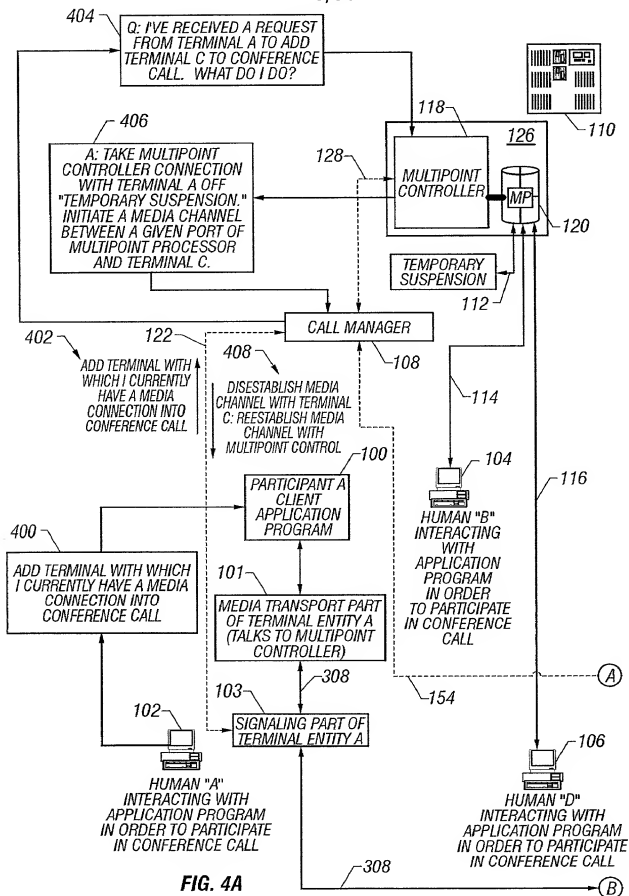 404
Q: I'VE RECEIVED A REQUEST
FROM TERMINAL A TO ADD
TERMINAL C TO CONFERENCE
CALL. WHAT DO I DO?
118
126
110
406
A: TAKE MULTIPOINT
CONTROLLER CONNECTION
WITH TERMINAL A OFF
"TEMPORARY SUSPENSION."
INITIATE A MEDIA CHANNEL
BETWEEN A GIVEN PORT OF
MULTIPOINT PROCESSOR
AND TERMINAL C.
128
MULTIPOINT
CONTROLLER
MP
120
TEMPORARY
SUSPENSION
112
122
CALL MANAGER
108
402
ADD TERMINAL WITH
WHICH I CURRENTLY
HAVE A MEDIA
CONNECTION INTO
CONFERENCE CALL
408
DISESTABLISH MEDIA
CHANNEL WITH TERMINAL
C: REESTABLISH MEDIA
CHANNEL WITH
MULTIPOINT CONTROL
114
100
PARTICIPANT A
CLIENT
APPLICATION
PROGRAM
104
HUMAN "B"
INTERACTING
WITH
APPLICATION
PROGRAM
IN ORDER
TO PARTICIPATE
IN CONFERENCE
CALL
116
400
ADD TERMINAL WITH WHICH
I CURRENTLY HAVE A MEDIA
CONNECTION INTO
CONFERENCE CALL
101
MEDIA TRANSPORT PART
OF TERMINAL ENTITY A
(TALKS TO MULTIPOINT
CONTROLLER)
308
103
SIGNALING PART OF
TERMINAL ENTITY A
154
A
102
HUMAN "A"
INTERACTING WITH
APPLICATION PROGRAM
IN ORDER TO PARTICIPATE
IN CONFERENCE CALL
106
HUMAN "D"
INTERACTING WITH
APPLICATION PROGRAM
IN ORDER TO PARTICIPATE
IN CONFERENCE CALL
308
B
FIG. 4A